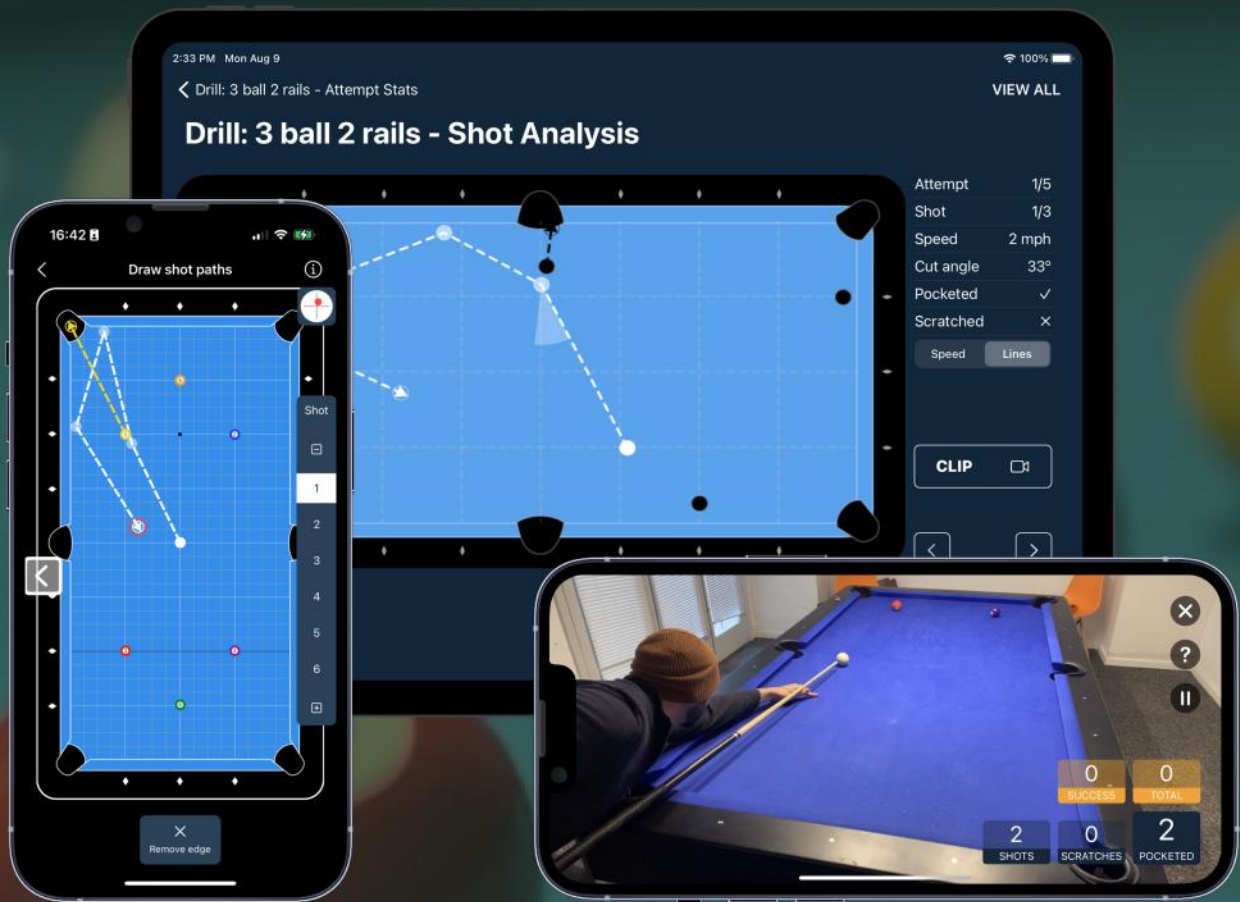 2:33 PM Mon Aug 9
100%
Drill: 3 ball 2 rails - Attempt Stats
VIEW ALL
Drill: 3 ball 2 rails - Shot Analysis
Attempt 1/5
Shot 1/3
Speed 2 mph
Cut angle 33º
Pocketed ✓
Scratched ×
Speed Lines
CLIP
16:42
Draw shot paths
Shot
1
2
3
4
5
6
Remove edge
?
0 SUCCESS
0 TOTAL
2 SHOTS
0 SCRATCHES
2 POCKETED